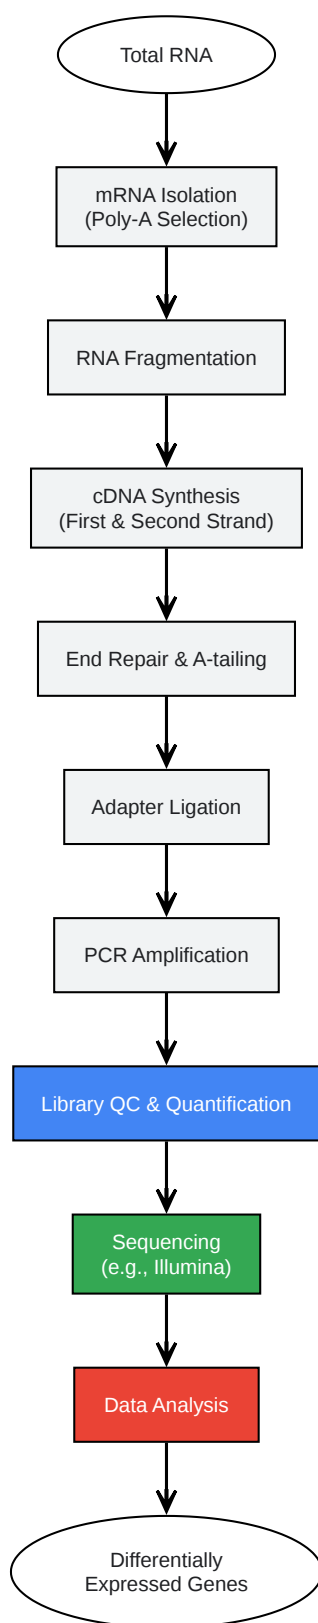 Total RNA
mRNA Isolation
(Poly-A Selection)
RNA Fragmentation
cDNA Synthesis
(First & Second Strand)
End Repair & A-tailing
Adapter Ligation
PCR Amplification
Library QC & Quantification
Sequencing
(e.g., Illumina)
Data Analysis
Differentially
Expressed Genes